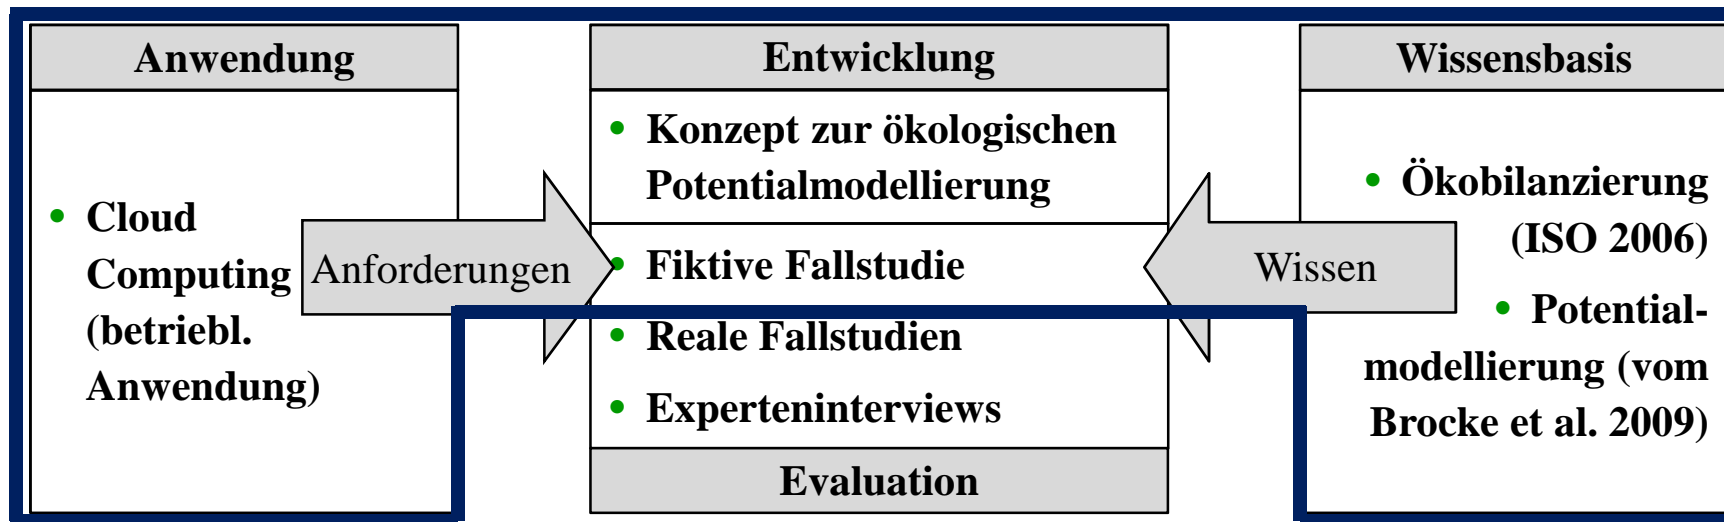 Anwendung
• Cloud
Computing
(betriebl.
Anwendung)
Anforderungen
Entwicklung
• Konzept zur ökologischen
Potentialmodellierung
• Fiktive Fallstudie
• Reale Fallstudien
• Experteninterviews
Evaluation
Wissen
Wissensbasis
• Ökobilanzierung
(ISO 2006)
• Potential-
modellierung (vom
Brocke et al. 2009)